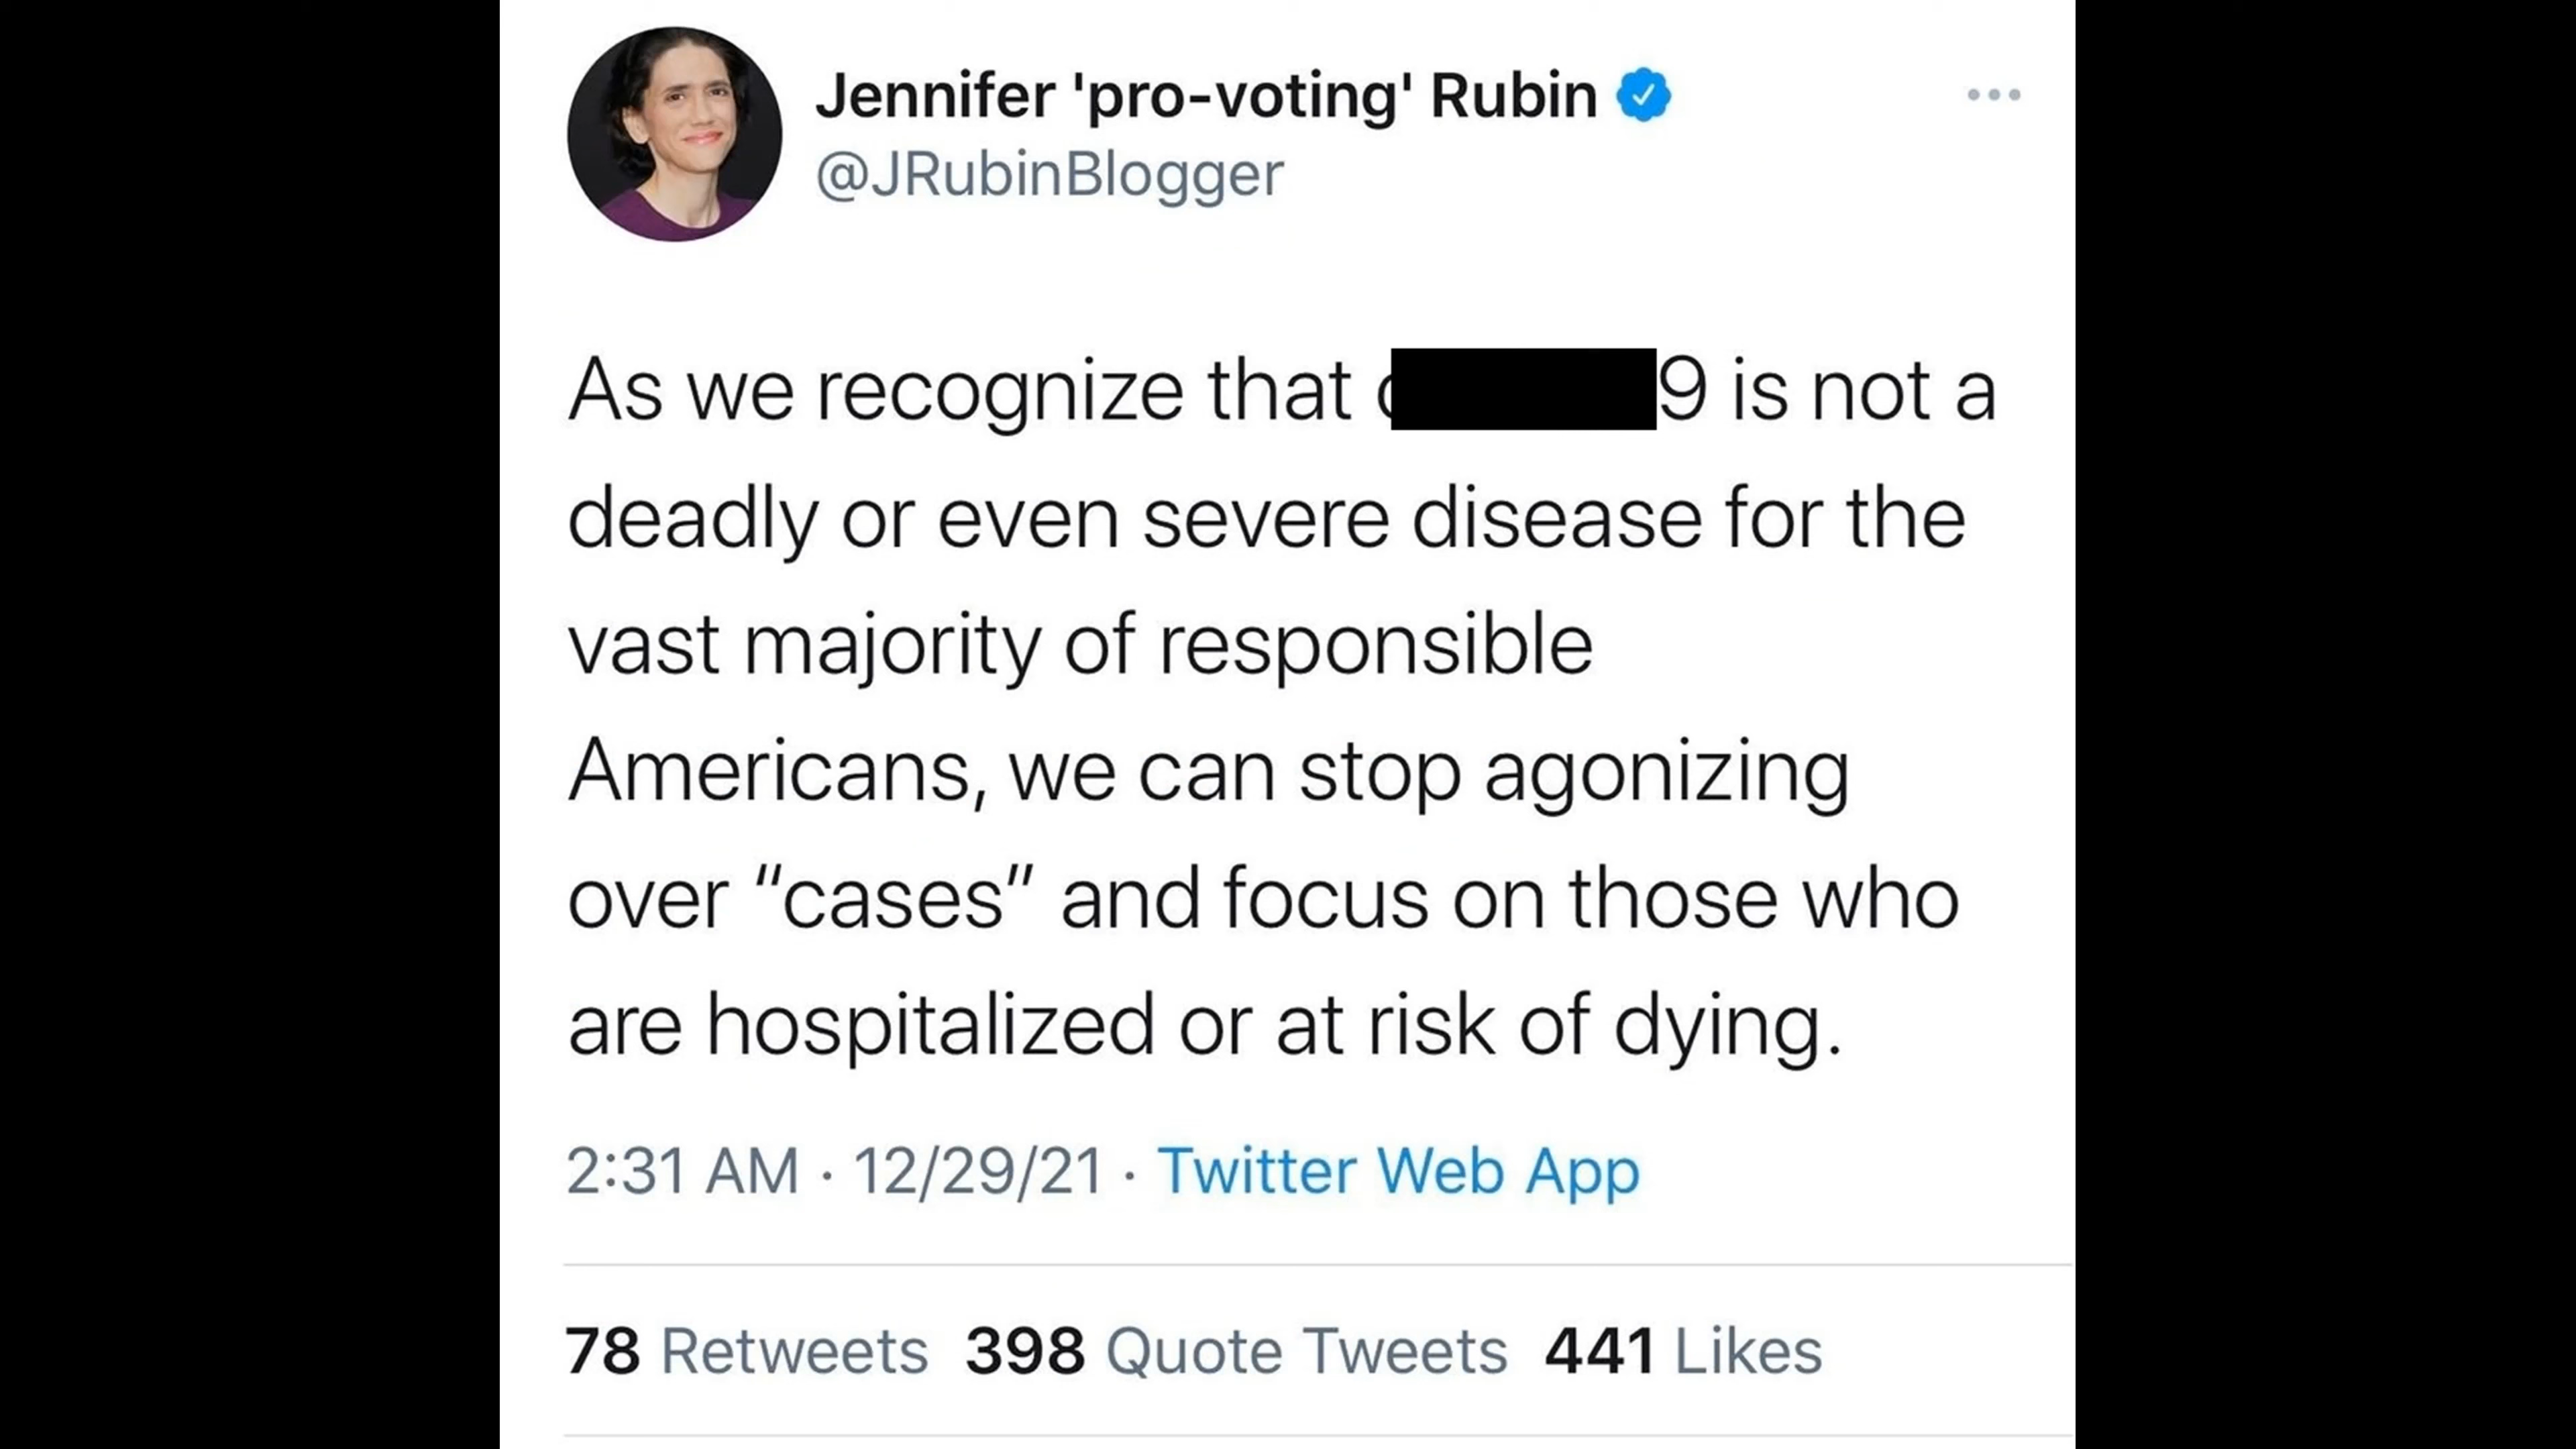 Jennifer 'pro-voting' Rubin
@JRubinBlogger
As we recognize that 9 is not a
deadly or even severe disease for the
vast majority of responsible
Americans, we can stop agonizing
over “cases” and focus on those who
are hospitalized or at risk of dying.
2:31 AM · 12/29/21 · Twitter Web App
78 Retweets 398 Quote Tweets 441 Likes